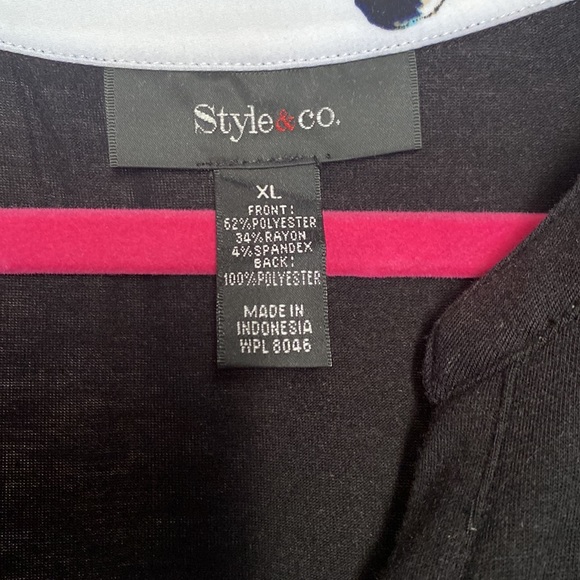 Style&co.
XL
FRONT:
62%POLYESTER
34%RAYON
4%SPANDEX
BACK:
100%POLYESTER
MADE IN
INDONESIA
WPL 8046